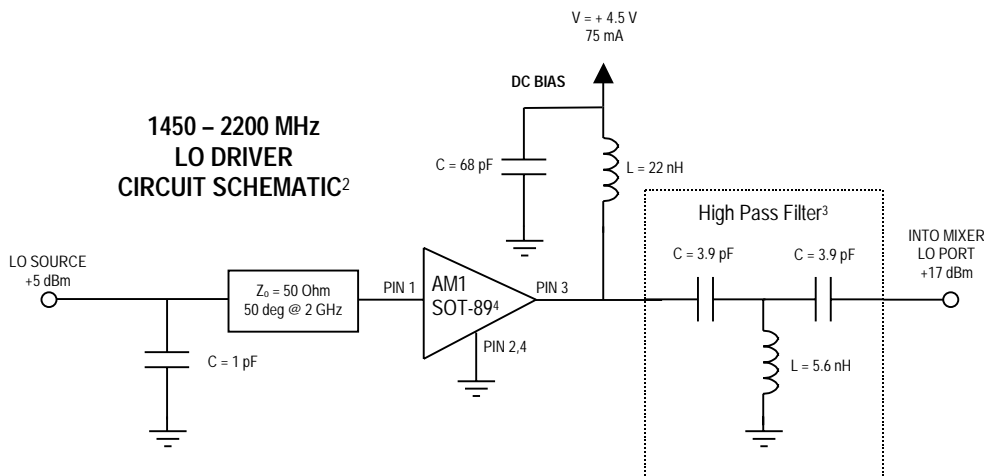 V = + 4.5 V
75 mA
DC BIAS
1450 – 2200 MHz
LO DRIVER
CIRCUIT SCHEMATIC²
C = 68 pF
L = 22 nH
High Pass Filter³
LO SOURCE
+5 dBm
C = 3.9 pF
C = 3.9 pF
INTO MIXER
LO PORT
+17 dBm
Z₀ = 50 Ohm
50 deg @ 2 GHz
PIN 1
AM1
SOT-89⁴
PIN 3
PIN 2,4
C = 1 pF
L = 5.6 nH